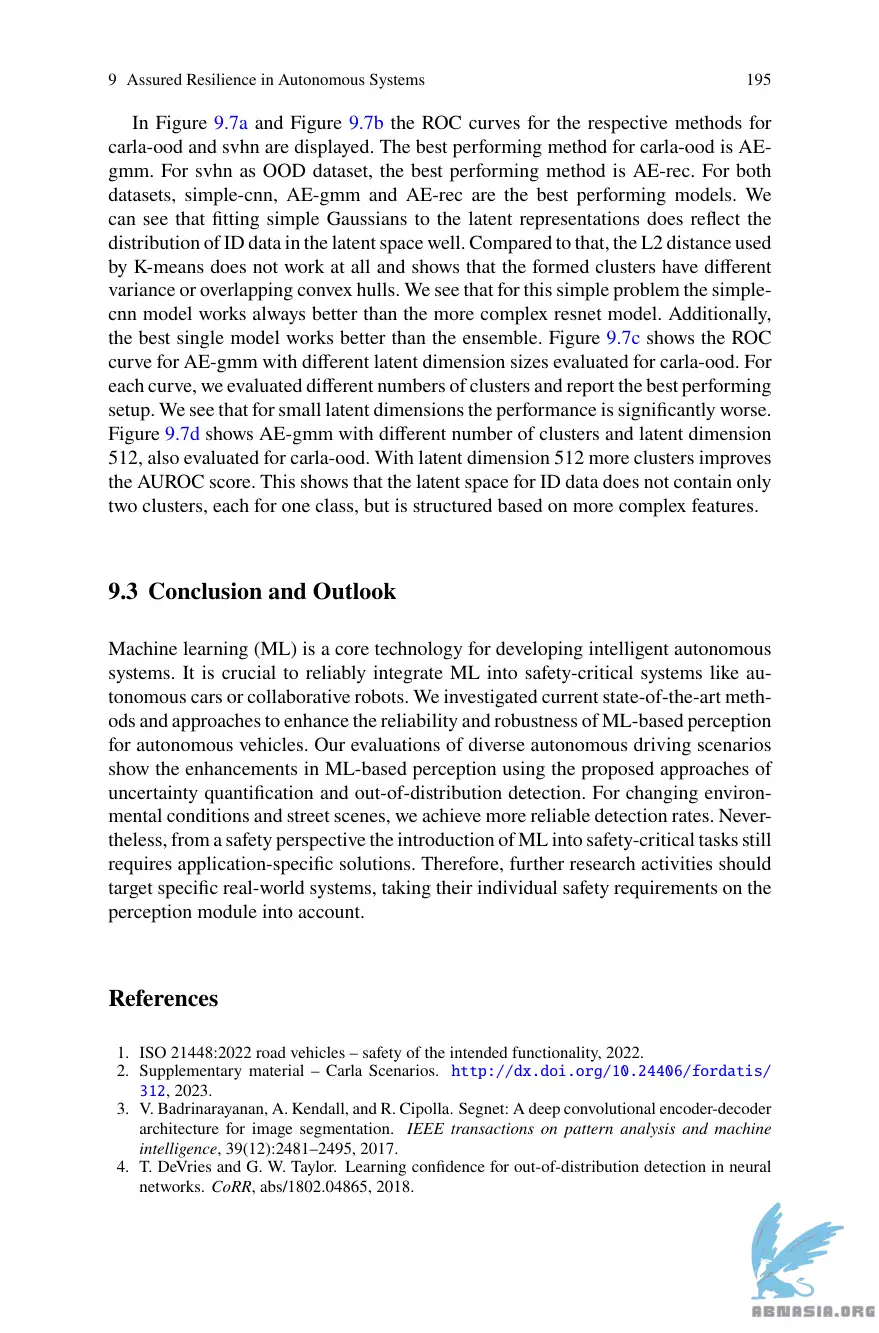 9 Assured Resilience in Autonomous Systems 195
In Figure 9.7a and Figure 9.7b the ROC curves for the respective methods for
carla-ood and svhn are displayed. The best performing method for carla-ood is AE-
gmm. For svhn as OOD dataset, the best performing method is AE-rec. For both
datasets, simple-cnn, AE-gmm and AE-rec are the best performing models. We
can see that fitting simple Gaussians to the latent representations does reflect the
distribution of ID data in the latent space well. Compared to that, the L2 distance used
by K-means does not work at all and shows that the formed clusters have different
variance or overlapping convex hulls. We see that for this simple problem the simple-
cnn model works always better than the more complex resnet model. Additionally,
the best single model works better than the ensemble. Figure 9.7c shows the ROC
curve for AE-gmm with different latent dimension sizes evaluated for carla-ood. For
each curve, we evaluated different numbers of clusters and report the best performing
setup. We see that for small latent dimensions the performance is significantly worse.
Figure 9.7d shows AE-gmm with different number of clusters and latent dimension
512, also evaluated for carla-ood. With latent dimension 512 more clusters improves
the AUROC score. This shows that the latent space for ID data does not contain only
two clusters, each for one class, but is structured based on more complex features.
9.3 Conclusion and Outlook
Machine learning (ML) is a core technology for developing intelligent autonomous
systems. It is crucial to reliably integrate ML into safety-critical systems like au-
tonomous cars or collaborative robots. We investigated current state-of-the-art meth-
ods and approaches to enhance the reliability and robustness of ML-based perception
for autonomous vehicles. Our evaluations of diverse autonomous driving scenarios
show the enhancements in ML-based perception using the proposed approaches of
uncertainty quantification and out-of-distribution detection. For changing environ-
mental conditions and street scenes, we achieve more reliable detection rates. Never-
theless, from a safety perspective the introduction of ML into safety-critical tasks still
requires application-specific solutions. Therefore, further research activities should
target specific real-world systems, taking their individual safety requirements on the
perception module into account.
References
1. ISO 21448:2022 road vehicles – safety of the intended functionality, 2022.
2. Supplementary material – Carla Scenarios. http://dx.doi.org/10.24406/fordatis/
312, 2023.
3. V. Badrinarayanan, A. Kendall, and R. Cipolla. Segnet: A deep convolutional encoder-decoder
architecture for image segmentation. IEEE transactions on pattern analysis and machine
intelligence, 39(12):2481–2495, 2017.
4. T. DeVries and G. W. Taylor. Learning confidence for out-of-distribution detection in neural
networks. CoRR, abs/1802.04865, 2018.
ABNASIA.ORG